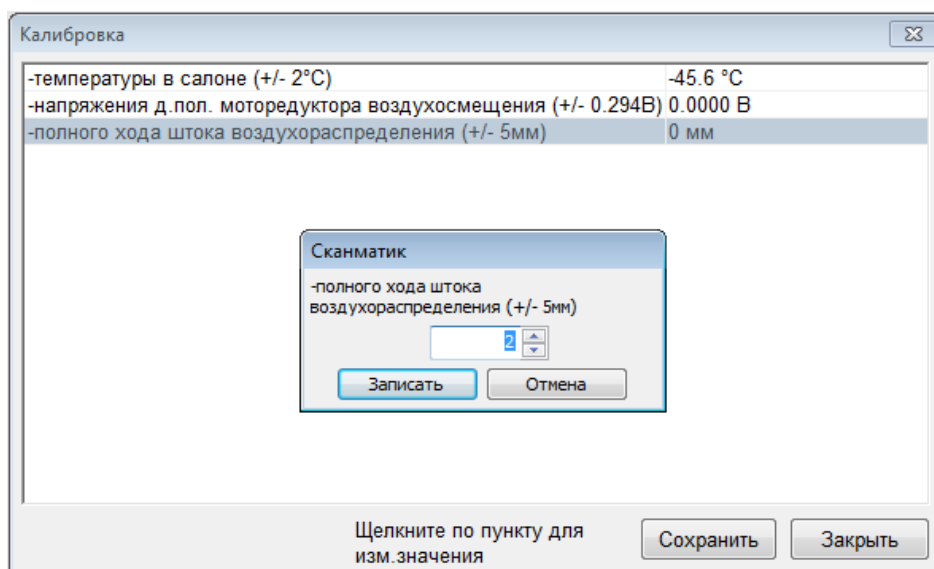 Калибровка
-температуры в салоне (+/- 2°C) -45.6 °C
-напряжения д.пол. моторедуктора воздухосмещения (+/- 0.294В) 0.0000 В
-полного хода штока воздухораспределения (+/- 5мм) 0 мм
Сканматик
-полного хода штока
воздухораспределения (+/- 5мм)
2
Записать Отмена
Щелкните по пункту для
изм.значения
Сохранить Закрыть